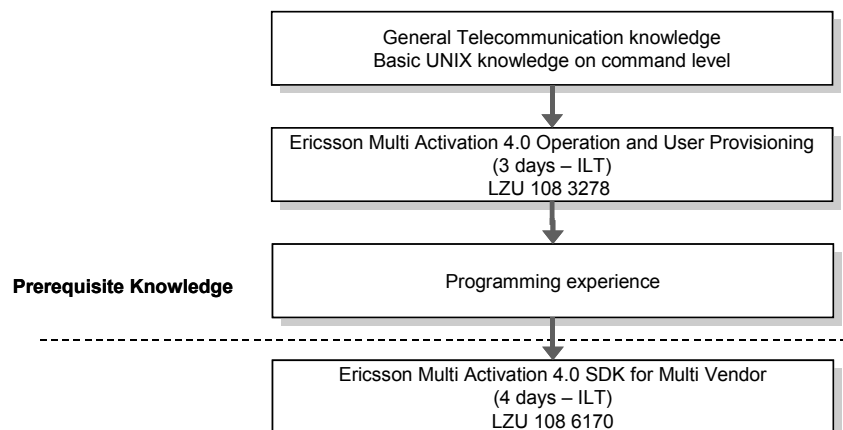 General Telecommunication knowledge
Basic UNIX knowledge on command level
Ericsson Multi Activation 4.0 Operation and User Provisioning
(3 days – ILT)
LZU 108 3278
Prerequisite Knowledge
Programming experience
Ericsson Multi Activation 4.0 SDK for Multi Vendor
(4 days – ILT)
LZU 108 6170